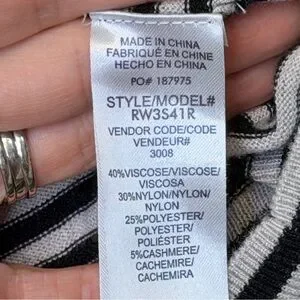 MADE IN CHINA
FABRIQUÉ EN CHINE
HECHO EN CHINA
PO# 187975
STYLE/MODEL#
RW3S41R
VENDOR CODE/CODE
VENDEUR#
3008
40%VISCOSE/VISCOSE/
VISCOSA
30%NYLON/NYLON/
NYLON
25%POLYESTER/
POLYESTER/
POLIÉSTER
5%CASHMERE/
CACHEMIRE/
CACHEMIRA